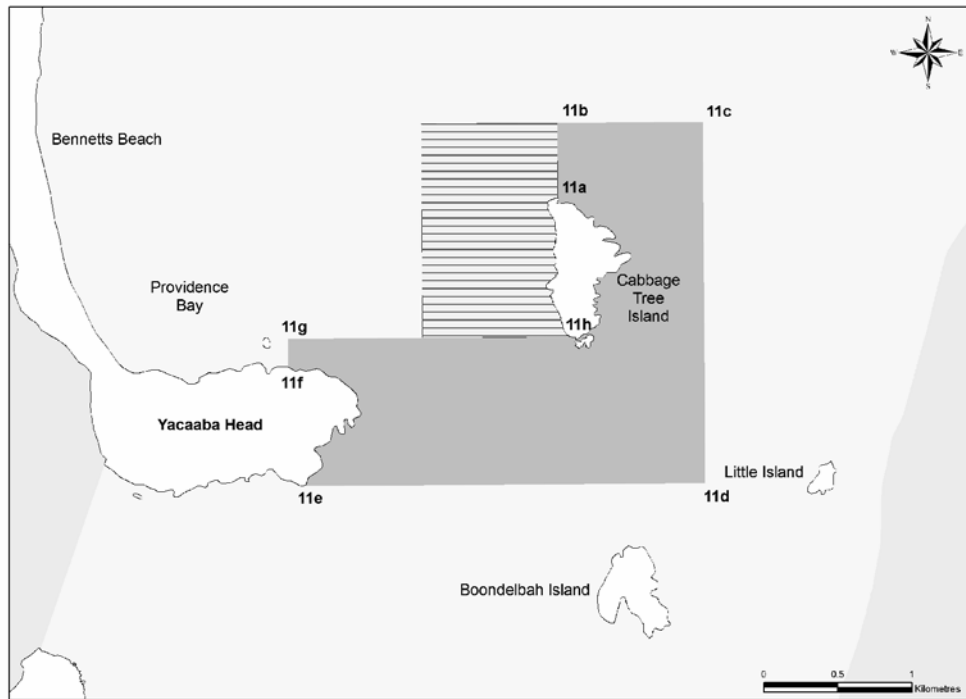 N
W E
S
11b
11c
Bennetts Beach
11a
Cabbage
Tree
Island
Providence
Bay
11g
11h
11f
Yacaaba Head
Little Island
11e
11d
Boondelbah Island
0 0.5 1
Kilometres